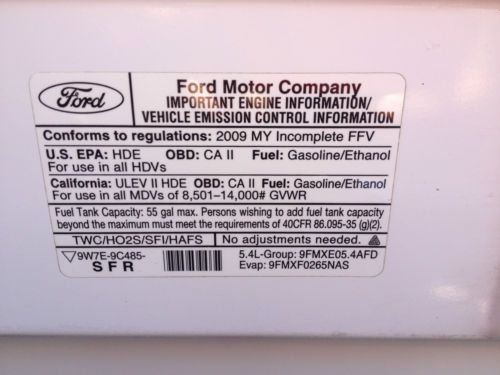 Ford
Ford Motor Company
IMPORTANT ENGINE INFORMATION/
VEHICLE EMISSION CONTROL INFORMATION
Conforms to regulations: 2009 MY Incomplete FFV
U.S. EPA: HDE OBD: CA II Fuel: Gasoline/Ethanol
For use in all HDVs
California: ULEV II HDE OBD: CA II Fuel: Gasoline/Ethanol
For use in all MDVs of 8,501-14,000# GVWR
Fuel Tank Capacity: 55 gal max. Persons wishing to add fuel tank capacity
beyond the maximum must meet the requirements of 40CFR 86.095-35 (g)(2).
TWC/HO2S/SFI/HAFS No adjustments needed.
9W7E-9C485- 5.4L-Group: 9FMXE05.4AFD
SFR Evap: 9FMXF0265NAS